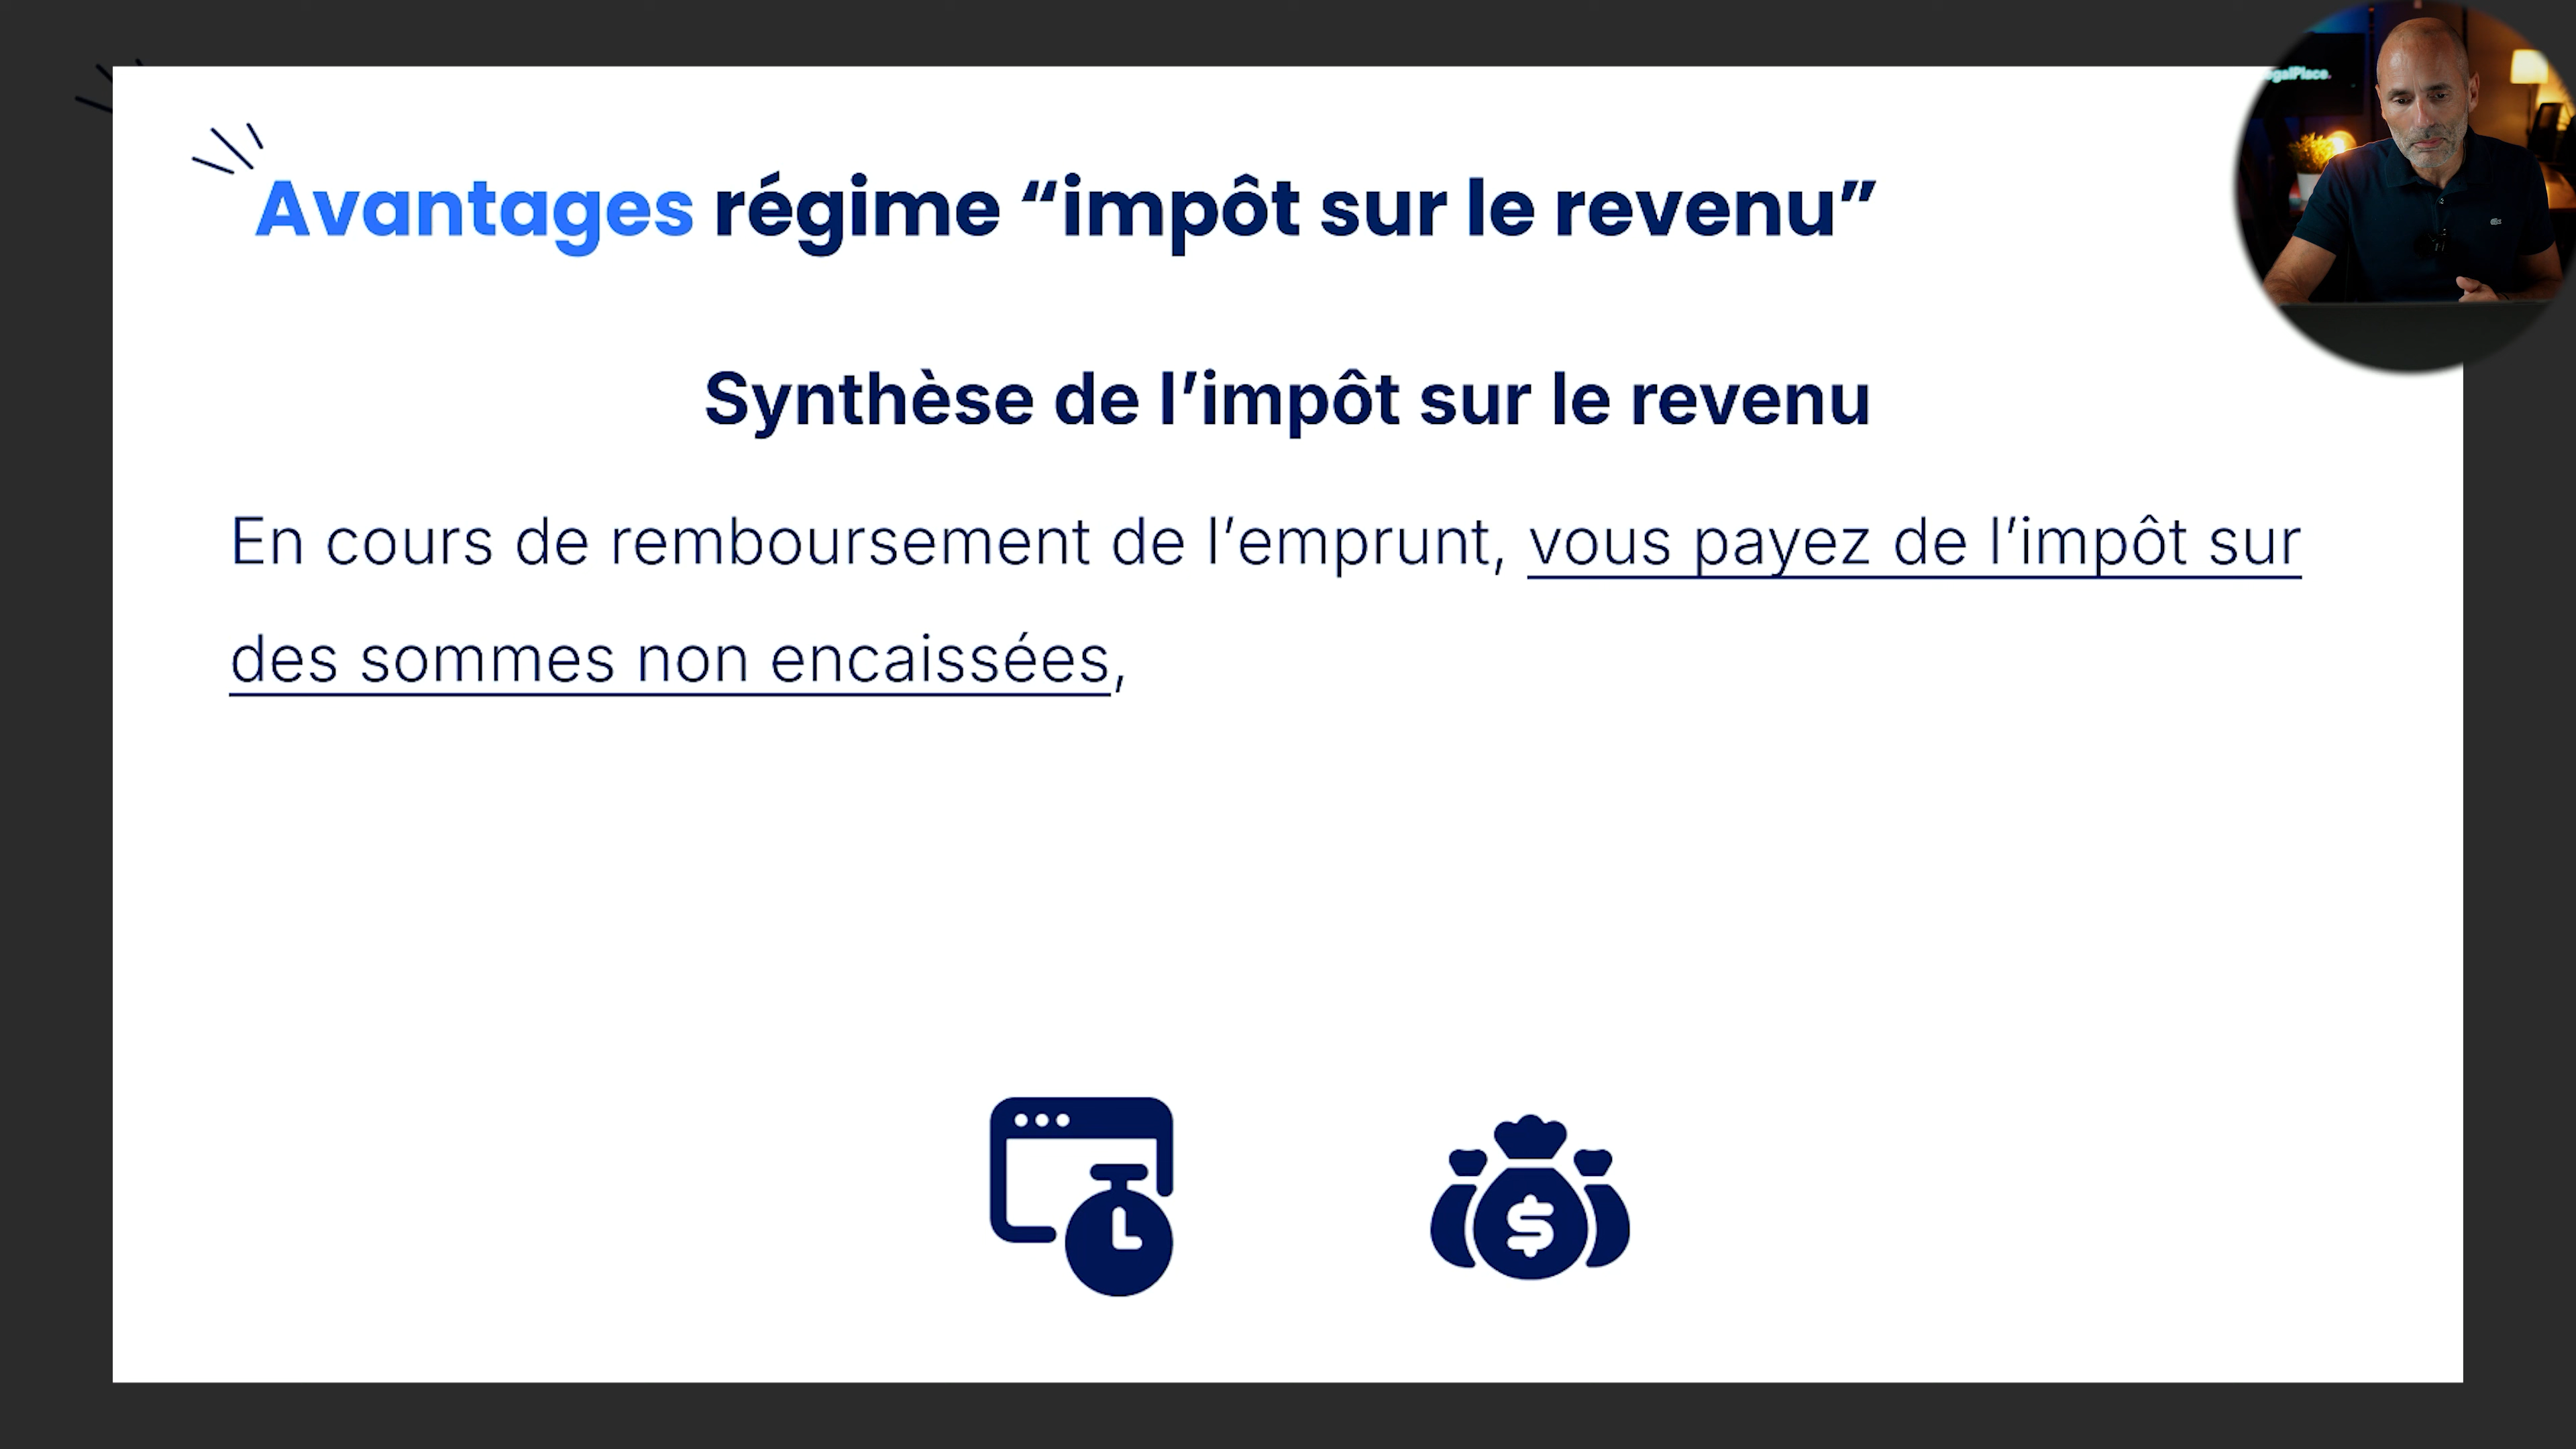 Avantages régime “impôt sur le revenu”
Synthèse de l’impôt sur le revenu
En cours de remboursement de l’emprunt, vous payez de l’impôt sur
des sommes non encaissées,